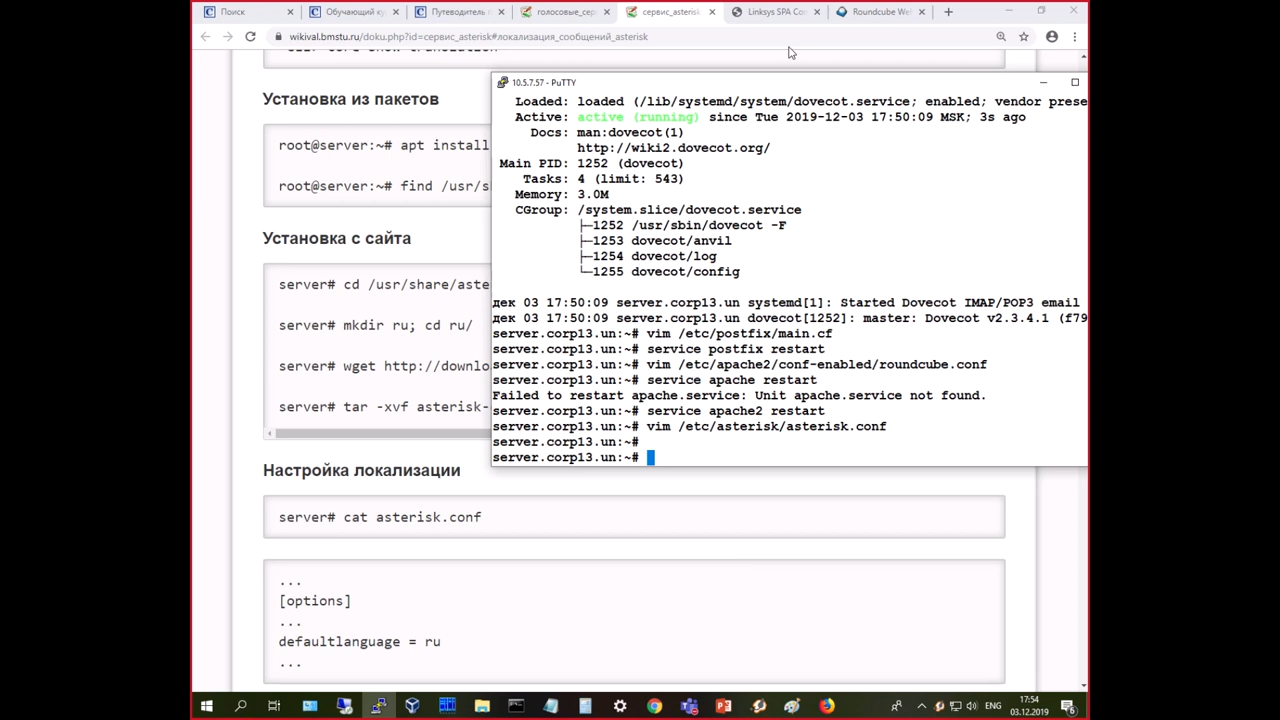 Поиск
Обучающий ку
Путеводитель
голосовые_сер
сервис_asterisk
Linksys SPA Co
Roundcube We
wikival.bmstu.ru/doku.php?id=сервис_asterisk#локализация_сообщений_asterisk
Установка из пакетов
root@server:~# apt install
root@server:~# find /usr/s
Установка с сайта
server# cd /usr/share/aste
server# mkdir ru; cd ru/
server# wget http://downlo
server# tar -xvf asterisk-
Настройка локализации
server# cat asterisk.conf
...
[options]
...
defaultlanguage = ru
...
10.5.7.57 - PuTTY
Loaded: loaded (/lib/systemd/system/dovecot.service; enabled; vendor prese
Active: active (running) since Tue 2019-12-03 17:50:09 MSK; 3s ago
Docs: man:dovecot(1)
http://wiki2.dovecot.org/
Main PID: 1252 (dovecot)
Tasks: 4 (limit: 543)
Memory: 3.0M
CGroup: /system.slice/dovecot.service
├─1252 /usr/sbin/dovecot -F
├─1253 dovecot/anvil
├─1254 dovecot/log
└─1255 dovecot/config
дек 03 17:50:09 server.corp13.un systemd[1]: Started Dovecot IMAP/POP3 email
дек 03 17:50:09 server.corp13.un dovecot[1252]: master: Dovecot v2.3.4.1 (f79
server.corp13.un:~# vim /etc/postfix/main.cf
server.corp13.un:~# service postfix restart
server.corp13.un:~# vim /etc/apache2/conf-enabled/roundcube.conf
server.corp13.un:~# service apache restart
Failed to restart apache.service: Unit apache.service not found.
server.corp13.un:~# service apache2 restart
server.corp13.un:~# vim /etc/asterisk/asterisk.conf
server.corp13.un:~#
server.corp13.un:~#
ENG
17:54
03.12.2019